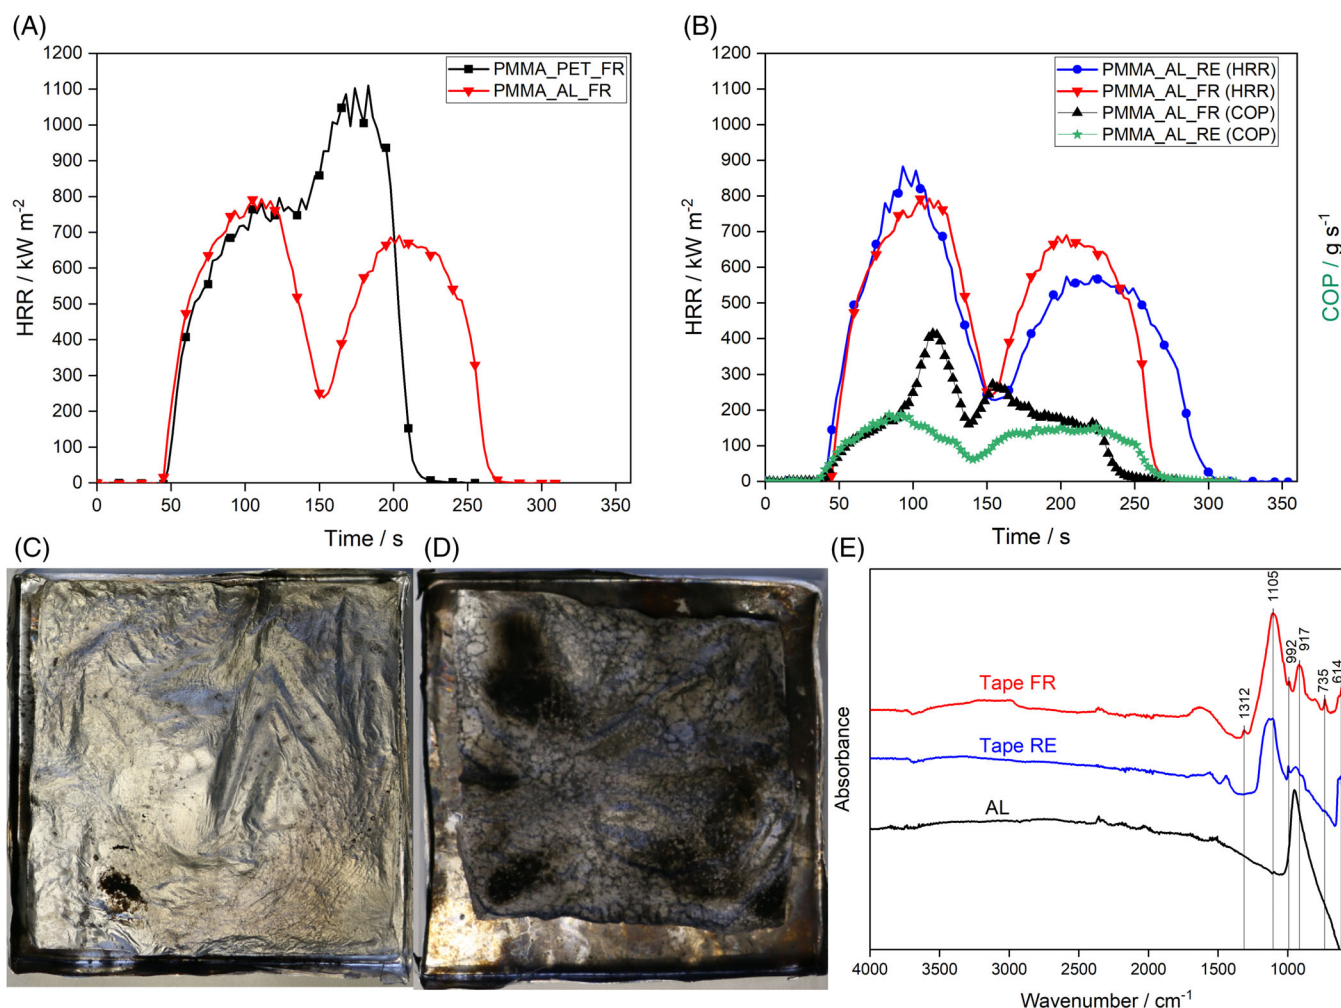 (A)
1200
1100
1000
900
800
700
600
500
400
300
200
100
0
HRR / kW m⁻²
PMMA_PET_FR
PMMA_AL_FR
0 50 100 150 200 250 300 350
Time / s
(B)
1200
1100
1000
900
800
700
600
500
400
300
200
100
0
HRR / kW m⁻²
PMMA_AL_RE (HRR)
PMMA_AL_FR (HRR)
PMMA_AL_FR (COP)
PMMA_AL_RE (COP)
COP / g s⁻¹
0 50 100 150 200 250 300 350
Time / s
(C)
(D)
(E)
Absorbance
1312
1105
992
917
735
614
Tape FR
Tape RE
AL
4000 3500 3000 2500 2000 1500 1000
Wavenumber / cm⁻¹